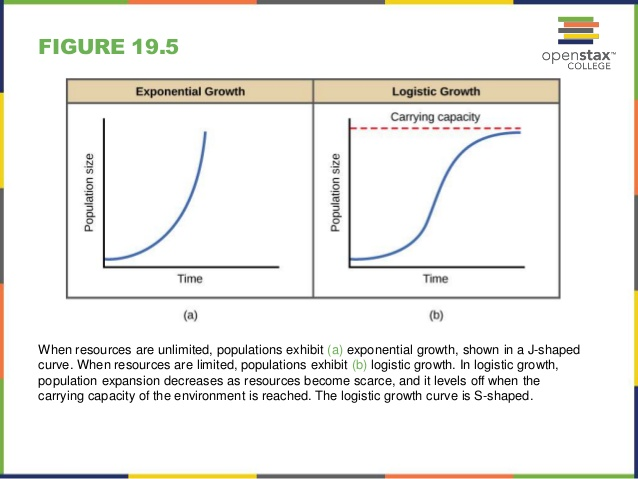 FIGURE 19.5
openstax™
COLLEGE
Exponential Growth
Logistic Growth
Population size
Time
Carrying capacity
Population size
Time
(a)
(b)
When resources are unlimited, populations exhibit (a) exponential growth, shown in a J-shaped
curve. When resources are limited, populations exhibit (b) logistic growth. In logistic growth,
population expansion decreases as resources become scarce, and it levels off when the
carrying capacity of the environment is reached. The logistic growth curve is S-shaped.